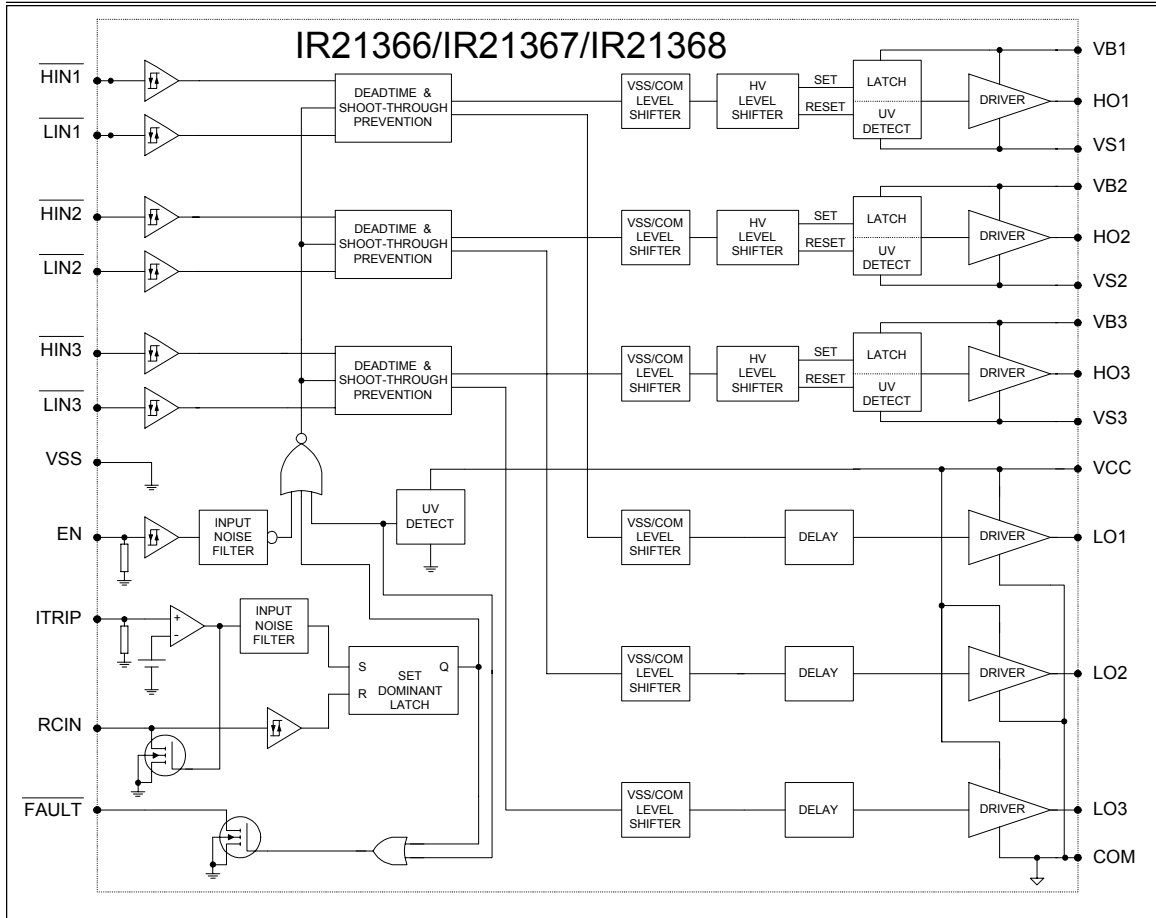 IR21366/IR21367/IR21368
HIN1
DEADTIME &
SHOOT-THROUGH
PREVENTION
VSS/COM
LEVEL
SHIFTER
HV
LEVEL
SHIFTER
SET
RESET
LATCH
UV
DETECT
DRIVER
VB1
HO1
VS1
LIN1
HIN2
DEADTIME &
SHOOT-THROUGH
PREVENTION
VSS/COM
LEVEL
SHIFTER
HV
LEVEL
SHIFTER
SET
RESET
LATCH
UV
DETECT
DRIVER
VB2
HO2
VS2
LIN2
HIN3
DEADTIME &
SHOOT-THROUGH
PREVENTION
VSS/COM
LEVEL
SHIFTER
HV
LEVEL
SHIFTER
SET
RESET
LATCH
UV
DETECT
DRIVER
VB3
HO3
VS3
LIN3
VSS
VCC
EN
INPUT
NOISE
FILTER
UV
DETECT
VSS/COM
LEVEL
SHIFTER
DELAY
DRIVER
LO1
ITRIP
+
-
INPUT
NOISE
FILTER
S
R
Q
SET
DOMINANT
LATCH
VSS/COM
LEVEL
SHIFTER
DELAY
DRIVER
LO2
RCIN
FAULT
VSS/COM
LEVEL
SHIFTER
DELAY
DRIVER
LO3
COM